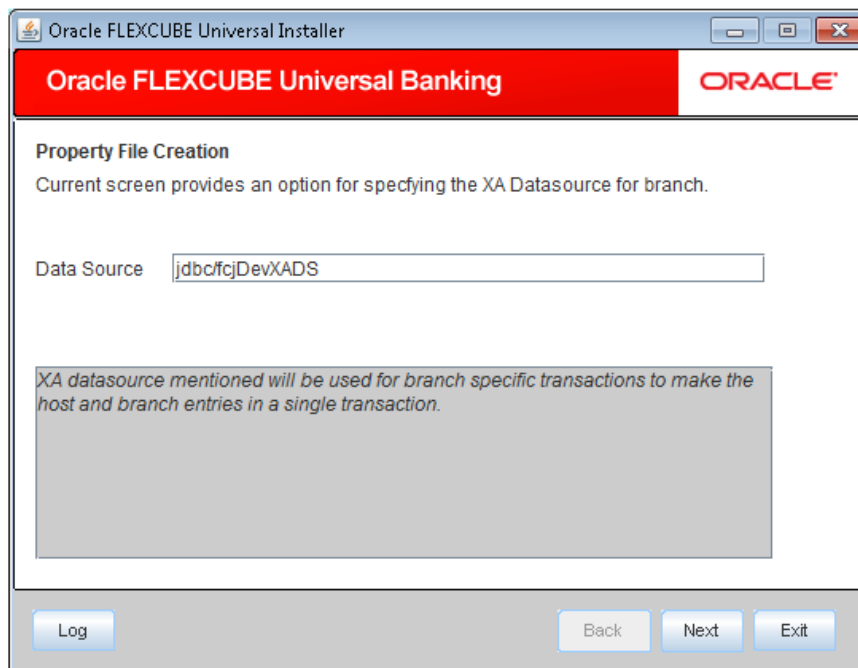 Oracle FLEXCUBE Universal Installer
Oracle FLEXCUBE Universal Banking
ORACLE
Property File Creation
Current screen provides an option for specfying the XA Datasource for branch.
Data Source jdbc/fcjDevXADS
XA datasource mentioned will be used for branch specific transactions to make the
host and branch entries in a single transaction.
Log Back Next Exit